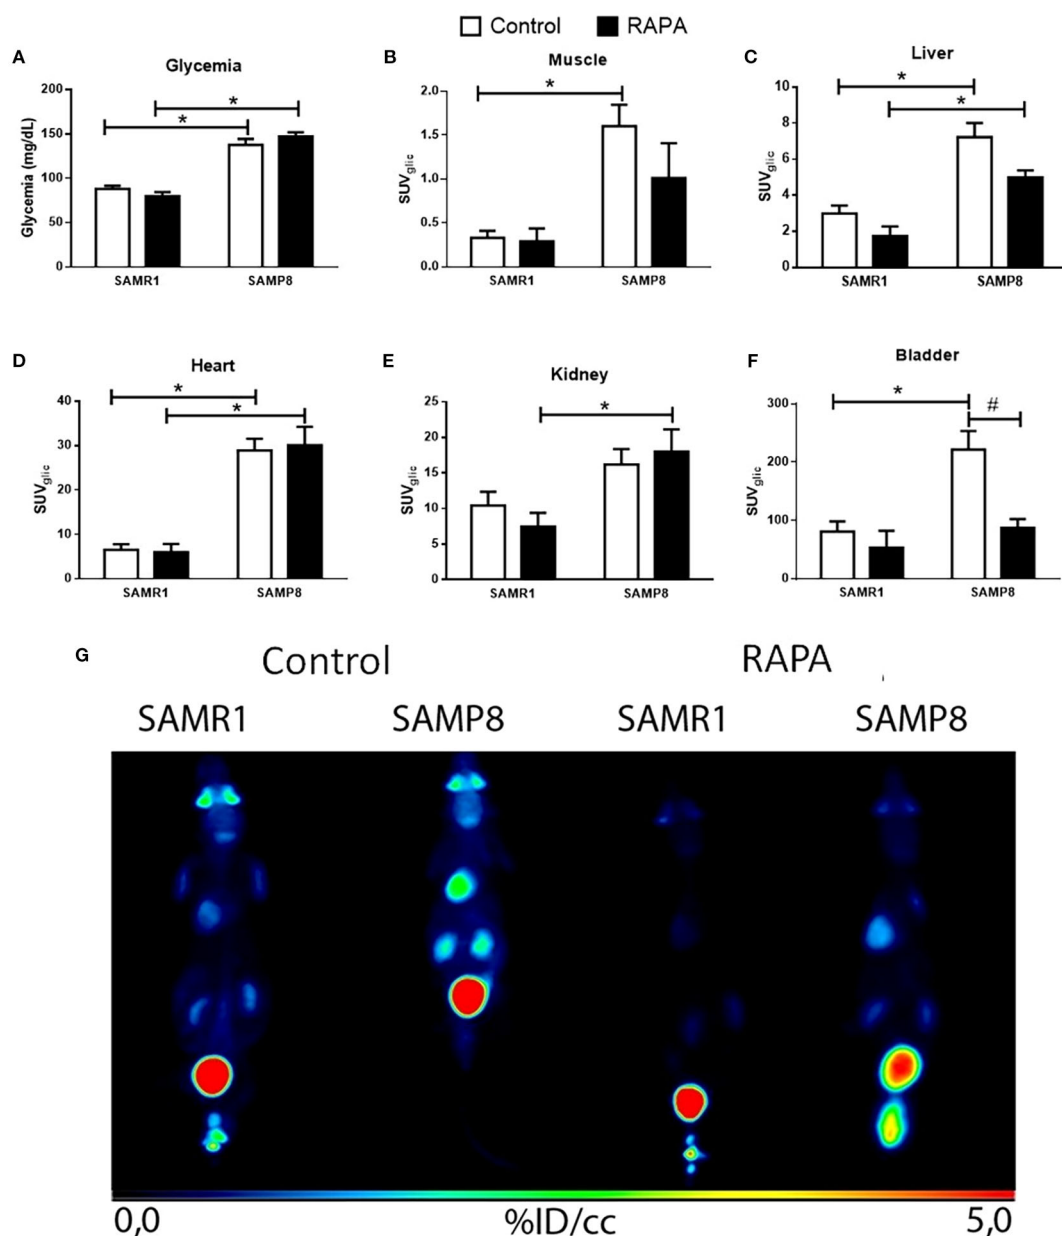 Control RAPA
A
Glycemia
Glycemia (mg/dL)
200
150
100
50
0
*
*
SAMR1 SAMP8
B
Muscle
SUVglic
2.0
1.5
1.0
0.5
0.0
*
SAMR1 SAMP8
C
Liver
SUVglic
10
8
6
4
2
0
*
*
SAMR1 SAMP8
D
Heart
SUVglic
40
30
20
10
0
*
*
SAMR1 SAMP8
E
Kidney
SUVglic
25
20
15
10
5
0
*
SAMR1 SAMP8
F
Bladder
SUVglic
300
200
100
0
*
#
SAMR1 SAMP8
G
Control RAPA
SAMR1 SAMP8 SAMR1 SAMP8
0,0 %ID/cc 5,0